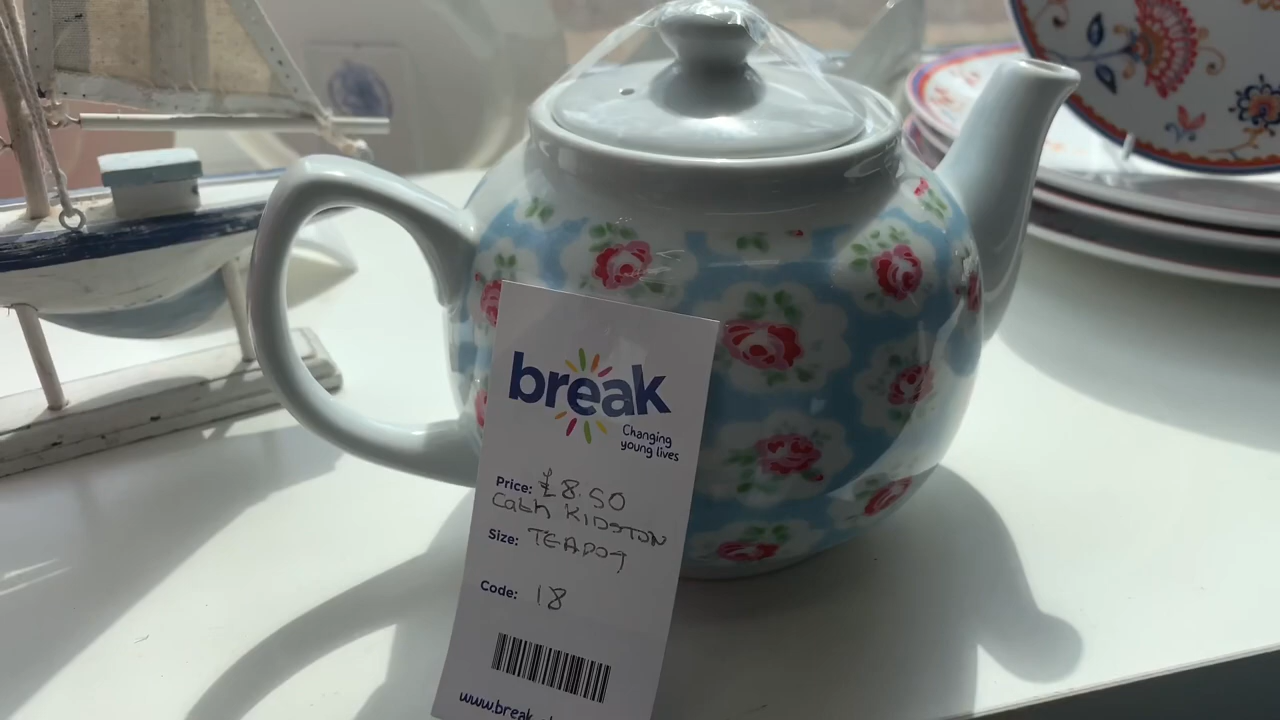 break
Changing
young lives
Price: £8.50
Cath KIDSTON
Size: TEAPOT
Code: 18